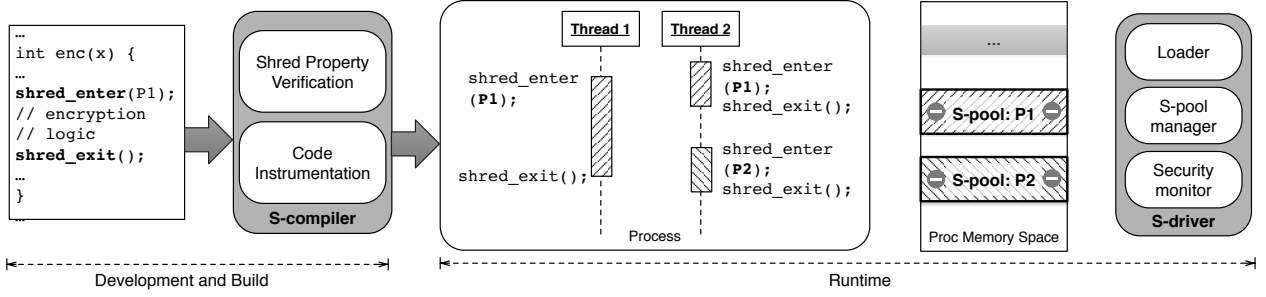 …
int enc(x) {
…
shred_enter(P1);
// encryption
// logic
shred_exit();
…
}
…
Shred Property
Verification
Code
Instrumentation
S-compiler
Thread 1
Thread 2
shred_enter
(P1);
shred_exit();
shred_enter
(P1);
shred_exit();
shred_enter
(P2);
shred_exit();
Process
...
S-pool: P1
S-pool: P2
Proc Memory Space
Loader
S-pool
manager
Security
monitor
S-driver
Development and Build
Runtime